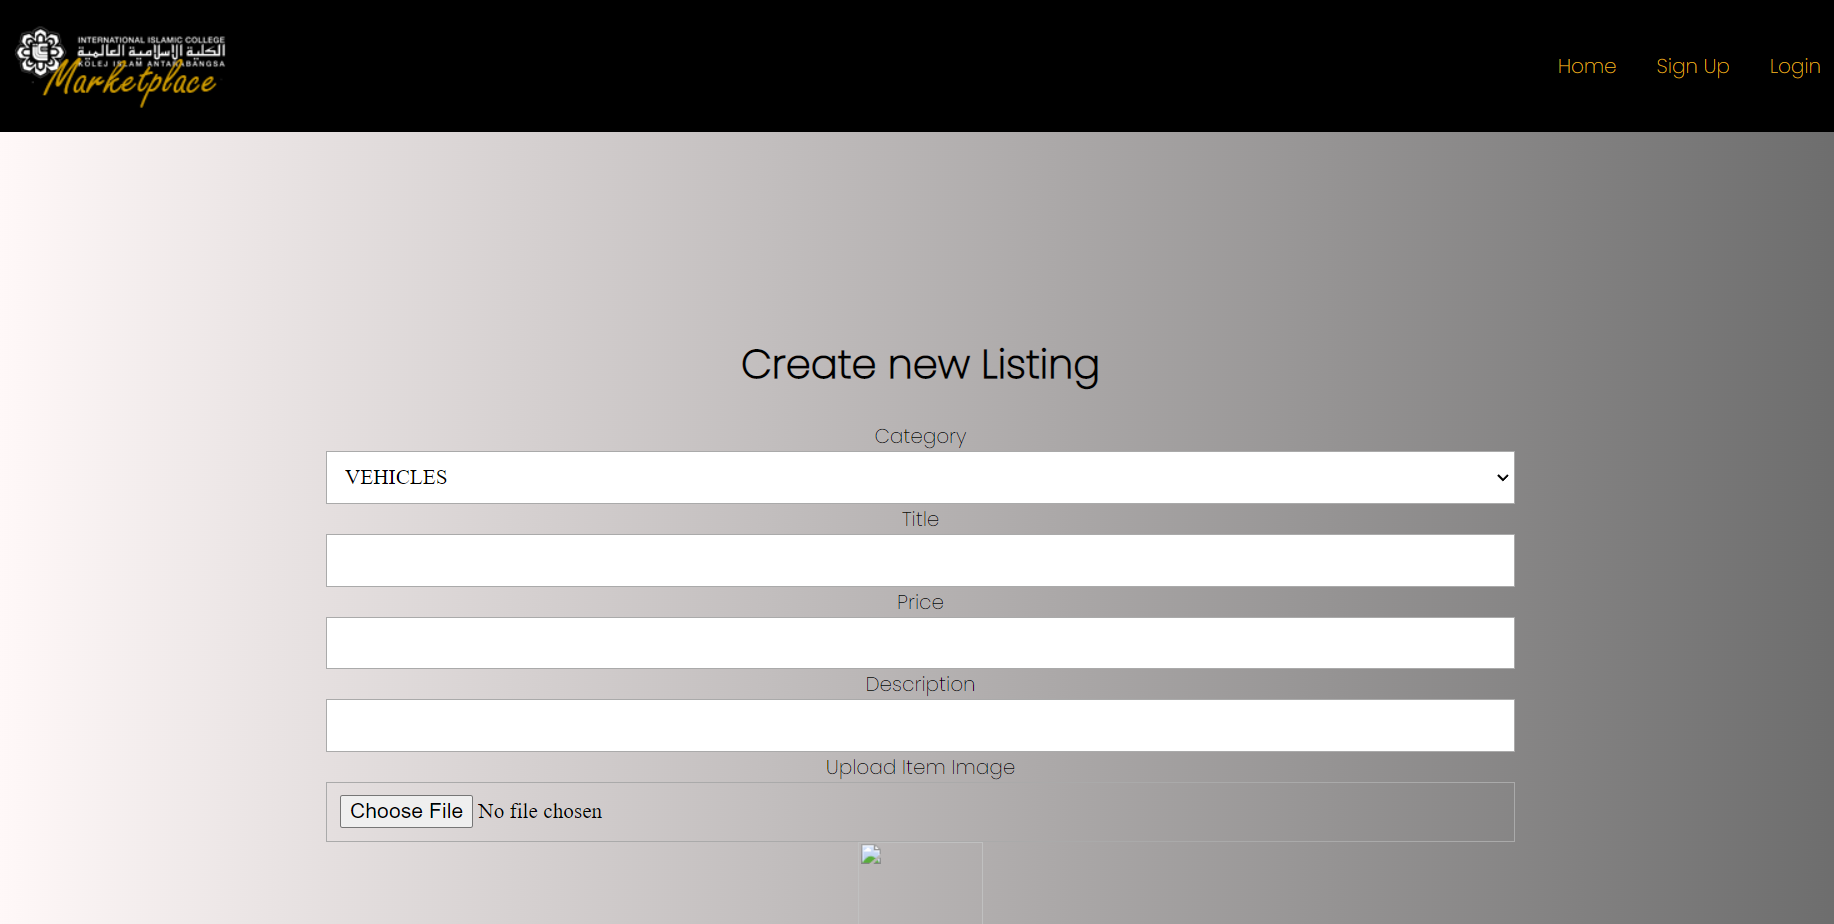 INTERNATIONAL ISLAMIC COLLEGE
الكلية الإسلامية العالمية
KOLEJ ISLAM ANTARABANGSA
Marketplace
Home
Sign Up
Login
Create new Listing
Category
VEHICLES
Title
Price
Description
Upload Item Image
Choose File No file chosen